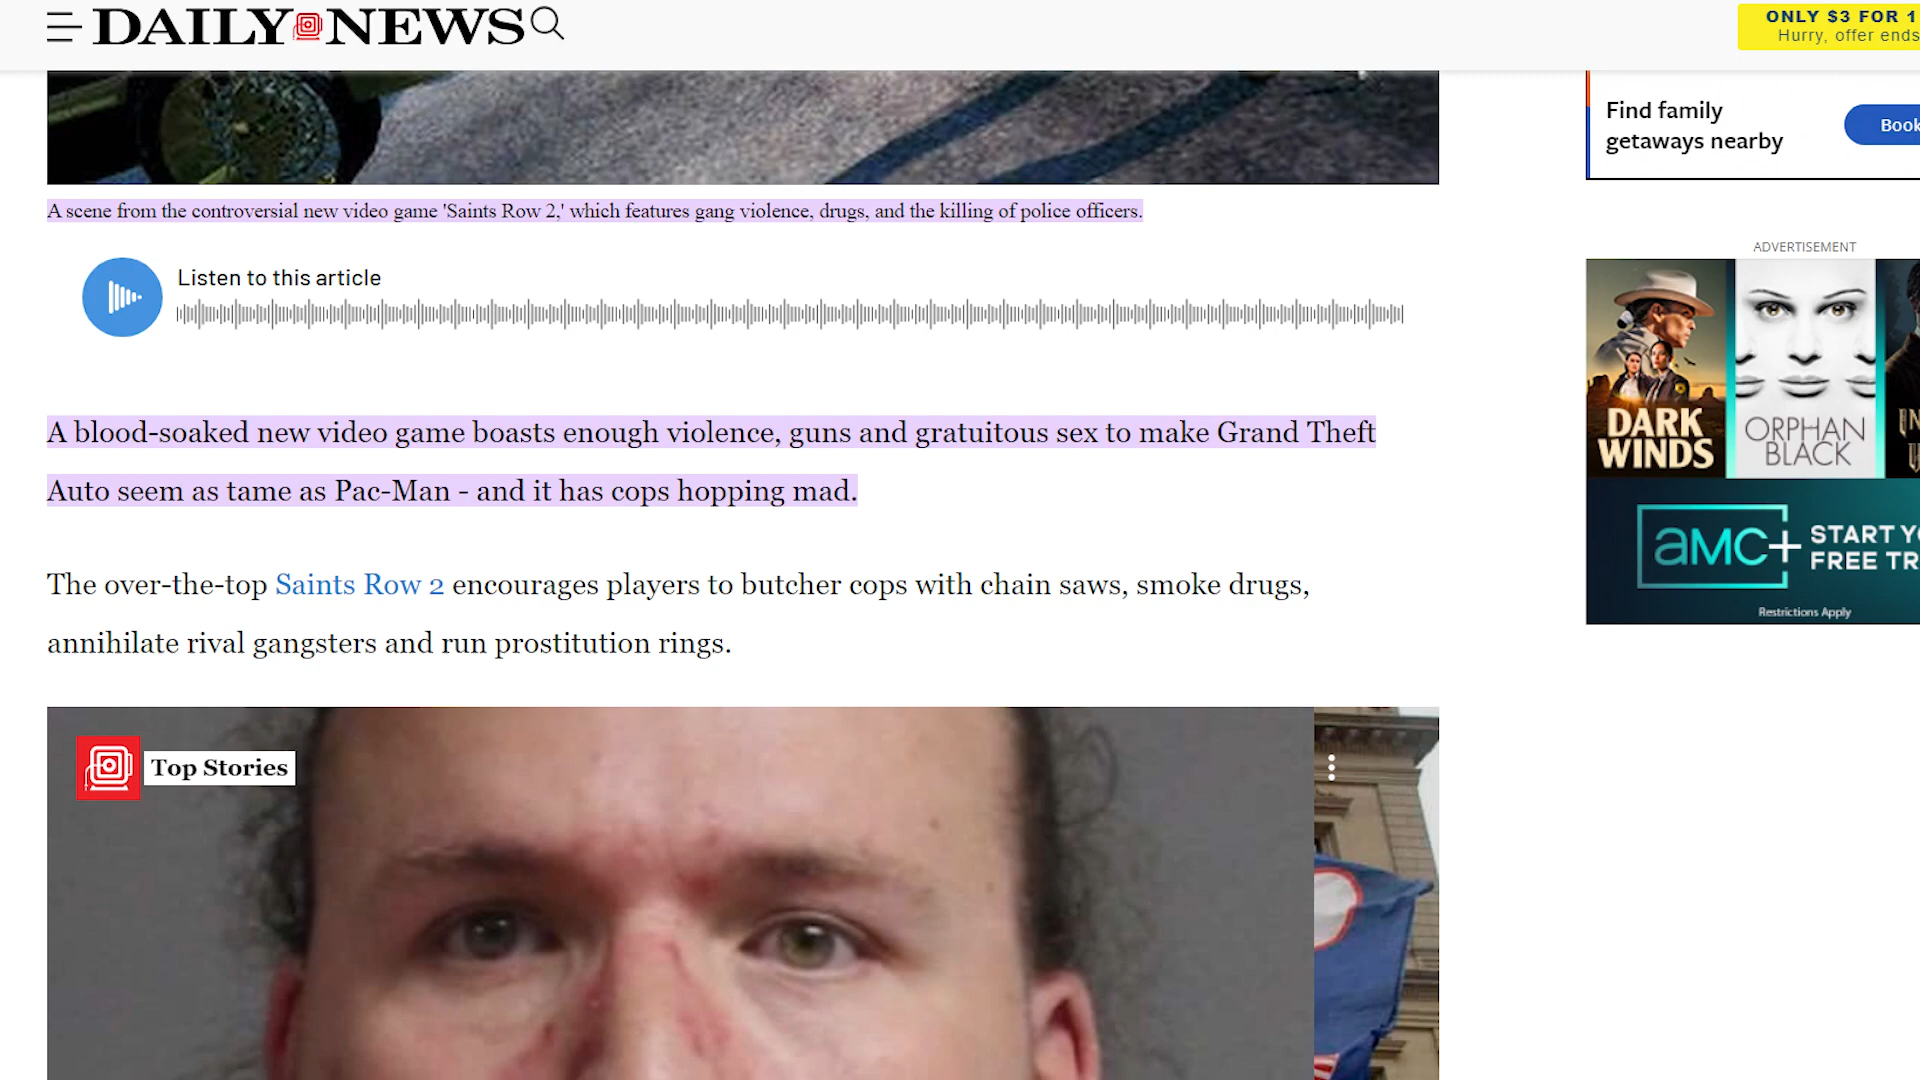 DAILY NEWS
ONLY $3 FOR 1
Hurry, offer ends
Find family
getaways nearby
Book
A scene from the controversial new video game 'Saints Row 2,' which features gang violence, drugs, and the killing of police officers.
Listen to this article
ADVERTISEMENT
DARK
WINDS
ORPHAN
BLACK
A blood-soaked new video game boasts enough violence, guns and gratuitous sex to make Grand Theft
Auto seem as tame as Pac-Man - and it has cops hopping mad.
aMC+
START
FREE
Restrictions Apply
The over-the-top Saints Row 2 encourages players to butcher cops with chain saws, smoke drugs,
annihilate rival gangsters and run prostitution rings.
Top Stories